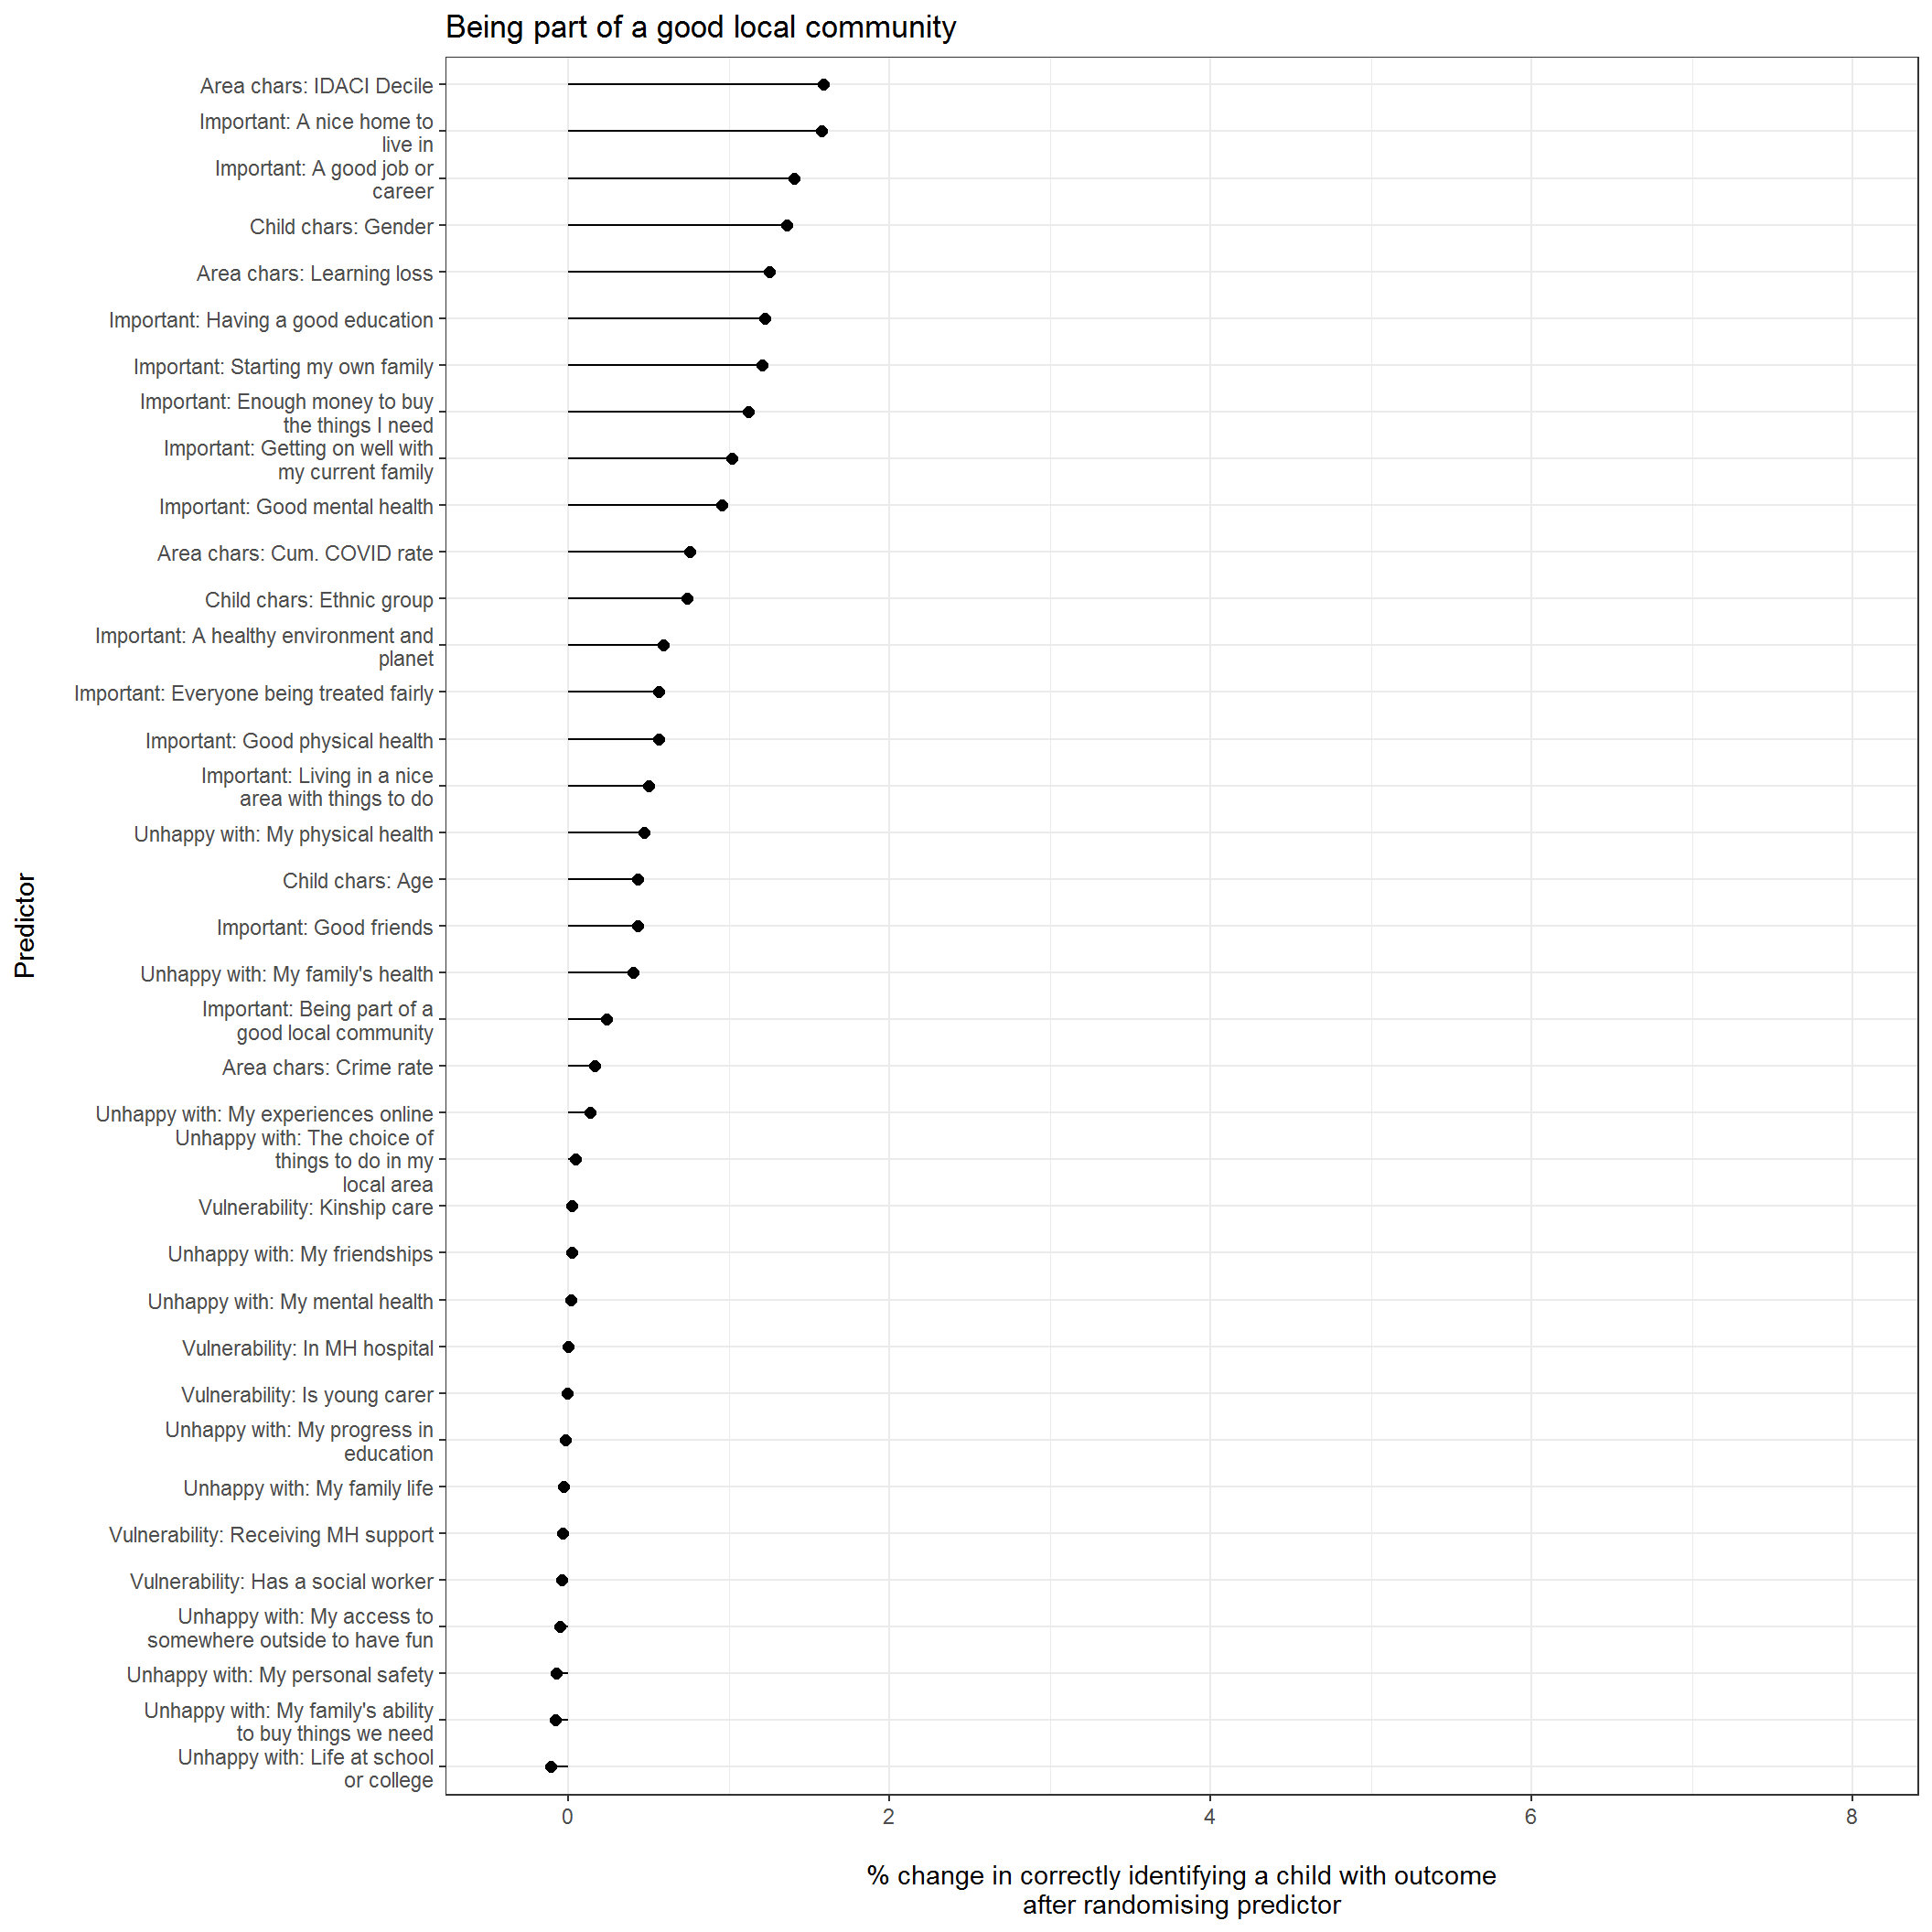 Being part of a good local community
Area chars: IDACI Decile
Important: A nice home to
live in
Important: A good job or
career
Child chars: Gender
Area chars: Learning loss
Important: Having a good education
Important: Starting my own family
Important: Enough money to buy
the things I need
Important: Getting on well with
my current family
Important: Good mental health
Area chars: Cum. COVID rate
Child chars: Ethnic group
Important: A healthy environment and
planet
Important: Everyone being treated fairly
Important: Good physical health
Important: Living in a nice
area with things to do
Unhappy with: My physical health
Child chars: Age
Important: Good friends
Unhappy with: My family's health
Important: Being part of a
good local community
Area chars: Crime rate
Unhappy with: My experiences online
Unhappy with: The choice of
things to do in my
local area
Vulnerability: Kinship care
Unhappy with: My friendships
Unhappy with: My mental health
Vulnerability: In MH hospital
Vulnerability: Is young carer
Unhappy with: My progress in
education
Unhappy with: My family life
Vulnerability: Receiving MH support
Vulnerability: Has a social worker
Unhappy with: My access to
somewhere outside to have fun
Unhappy with: My personal safety
Unhappy with: My family's ability
to buy things we need
Unhappy with: Life at school
or college
Predictor
0 2 4 6 8
% change in correctly identifying a child with outcome
after randomising predictor